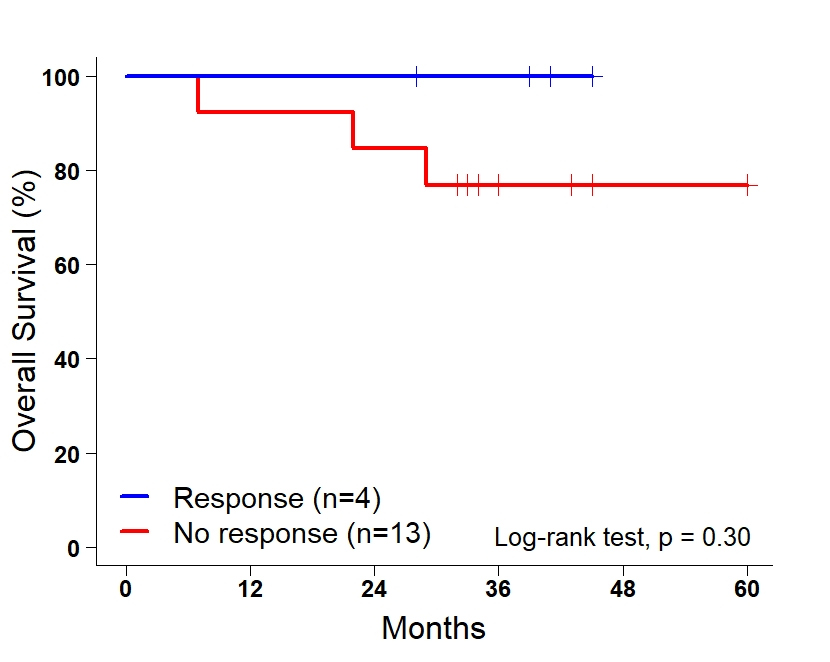 100
80
60
40
20
0
Overall Survival (%)
Response (n=4)
No response (n=13)
Log-rank test, p = 0.30
0 12 24 36 48 60
Months